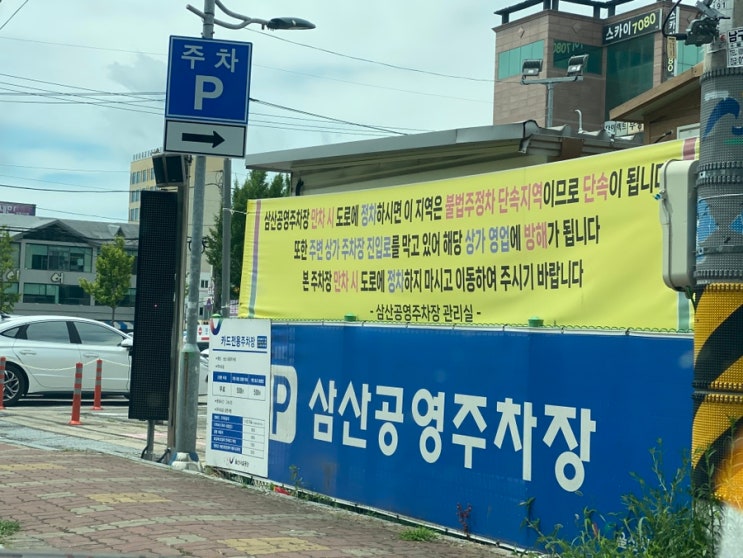 스카이 7080
주차
P
삼산공영주차장 만차 시 도로에 정차하시면 이 지역은 불법주정차 단속지역이므로 단속이 됩니다
또한 주변 상가 주차장 진입로를 막고 있어 해당 상가 영업에 방해가 됩니다
본 주차장 만차 시 도로에 정차하지 마시고 이동하여 주시기 바랍니다
- 삼산공영주차장 관리실 -
카드전용주차장
P 삼산공영주차장